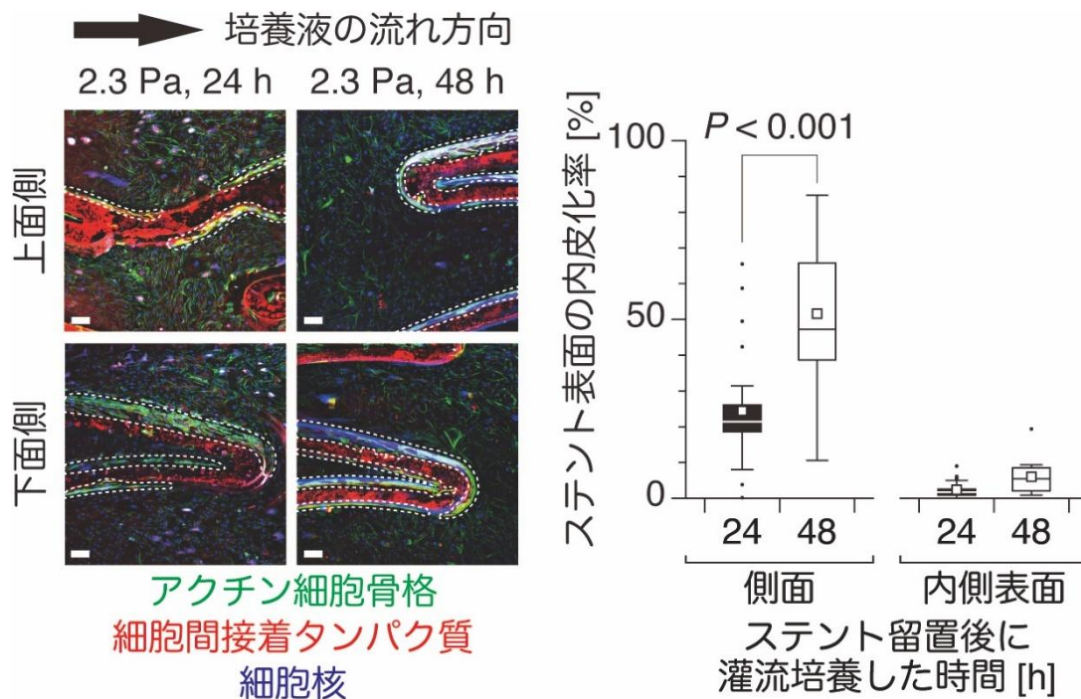 培養液の流れ方向
2.3 Pa, 24 h
2.3 Pa, 48 h
上面側
下面側
アクチン細胞骨格
細胞間接着タンパク質
細胞核
ステント表面の内皮化率 [%]
100
50
0
P < 0.001
24
48
24
48
側面
内側表面
ステント留置後に
灌流培養した時間 [h]